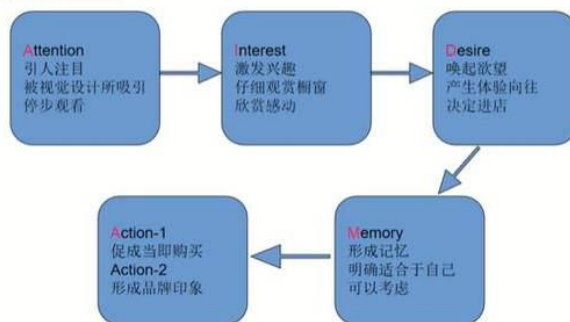 Attention
引人注目
被视觉设计所吸引
停步观看
Interest
激发兴趣
仔细观赏橱窗
欣赏感动
Desire
唤起欲望
产生体验向往
决定进店
Memory
形成记忆
明确适合于自己
可以考虑
Action-1
促成当即购买
Action-2
形成品牌印象